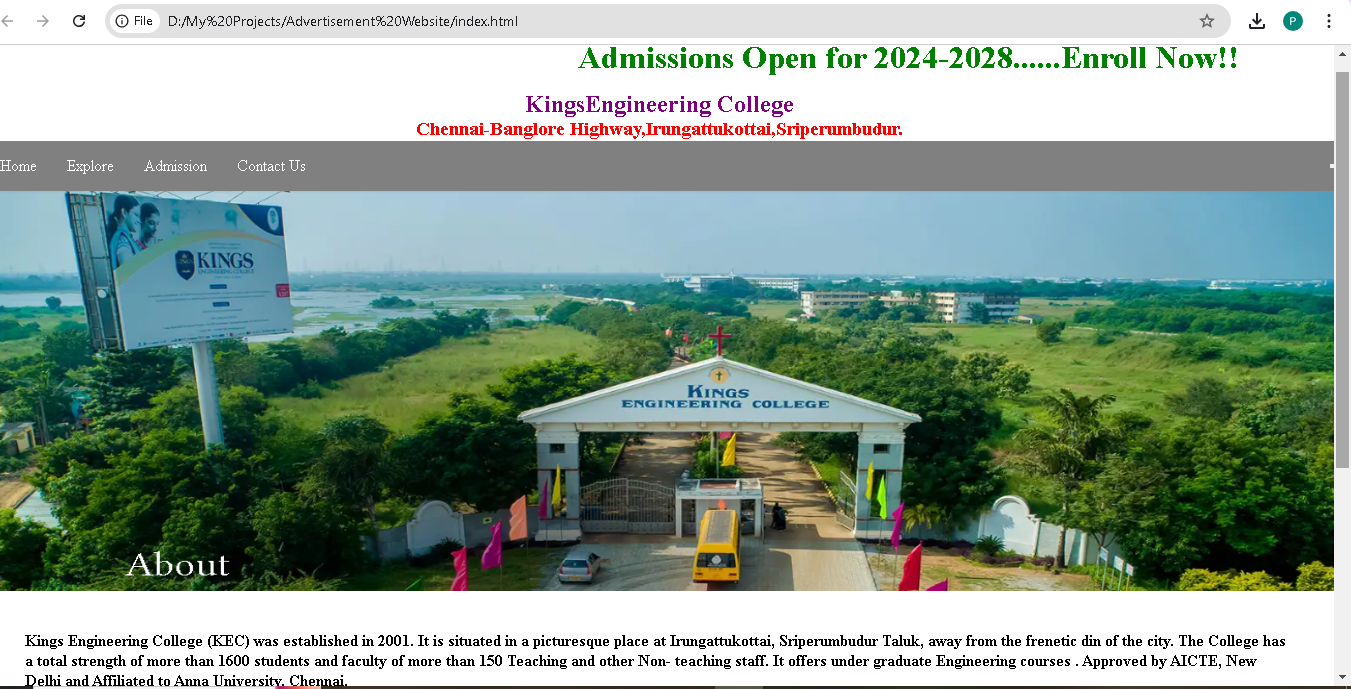 File
D:/My%20Projects/Advertisement%20Website/index.html
P
Admissions Open for 2024-2028......Enroll Now!!
KingsEngineering College
Chennai-Banglore Highway,Irungattukottai,Sriperumbudur.
Home Explore Admission Contact Us
KINGS
ENGINEERING COLLEGE
KINGS
ENGINEERING COLLEGE
About
Kings Engineering College (KEC) was established in 2001. It is situated in a picturesque place at Irungattukottai, Sriperumbudur Taluk, away from the frenetic din of the city. The College has
a total strength of more than 1600 students and faculty of more than 150 Teaching and other Non- teaching staff. It offers under graduate Engineering courses . Approved by AICTE, New
Delhi and Affiliated to Anna University, Chennai.